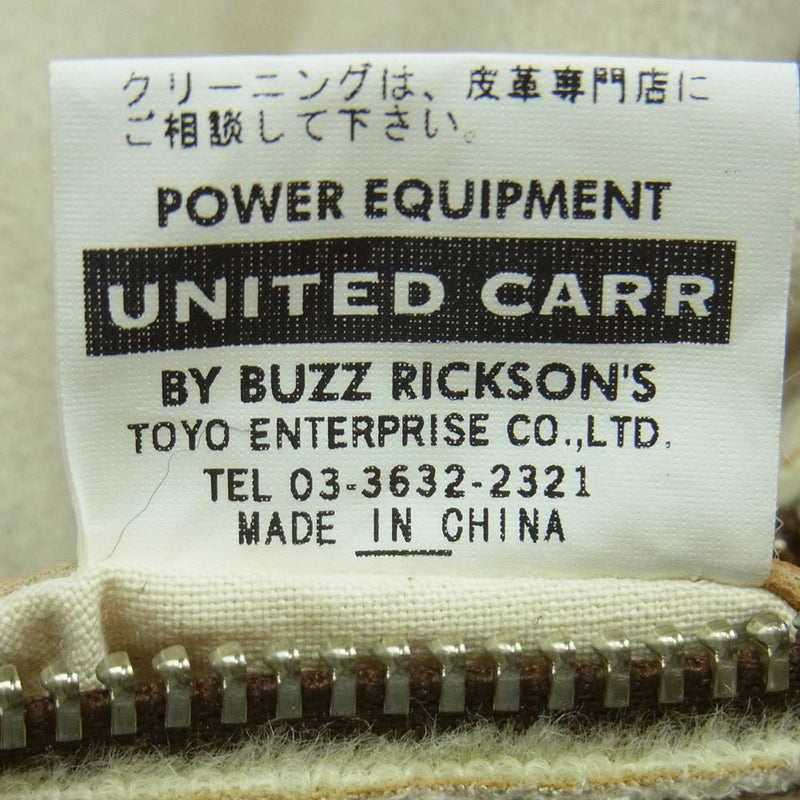 クリーニングは、皮革専門店に
ご相談して下さい。
POWER EQUIPMENT
UNITED CARR
BY BUZZ RICKSON'S
TOYO ENTERPRISE CO.,LTD.
TEL 03-3632-2321
MADE IN CHINA